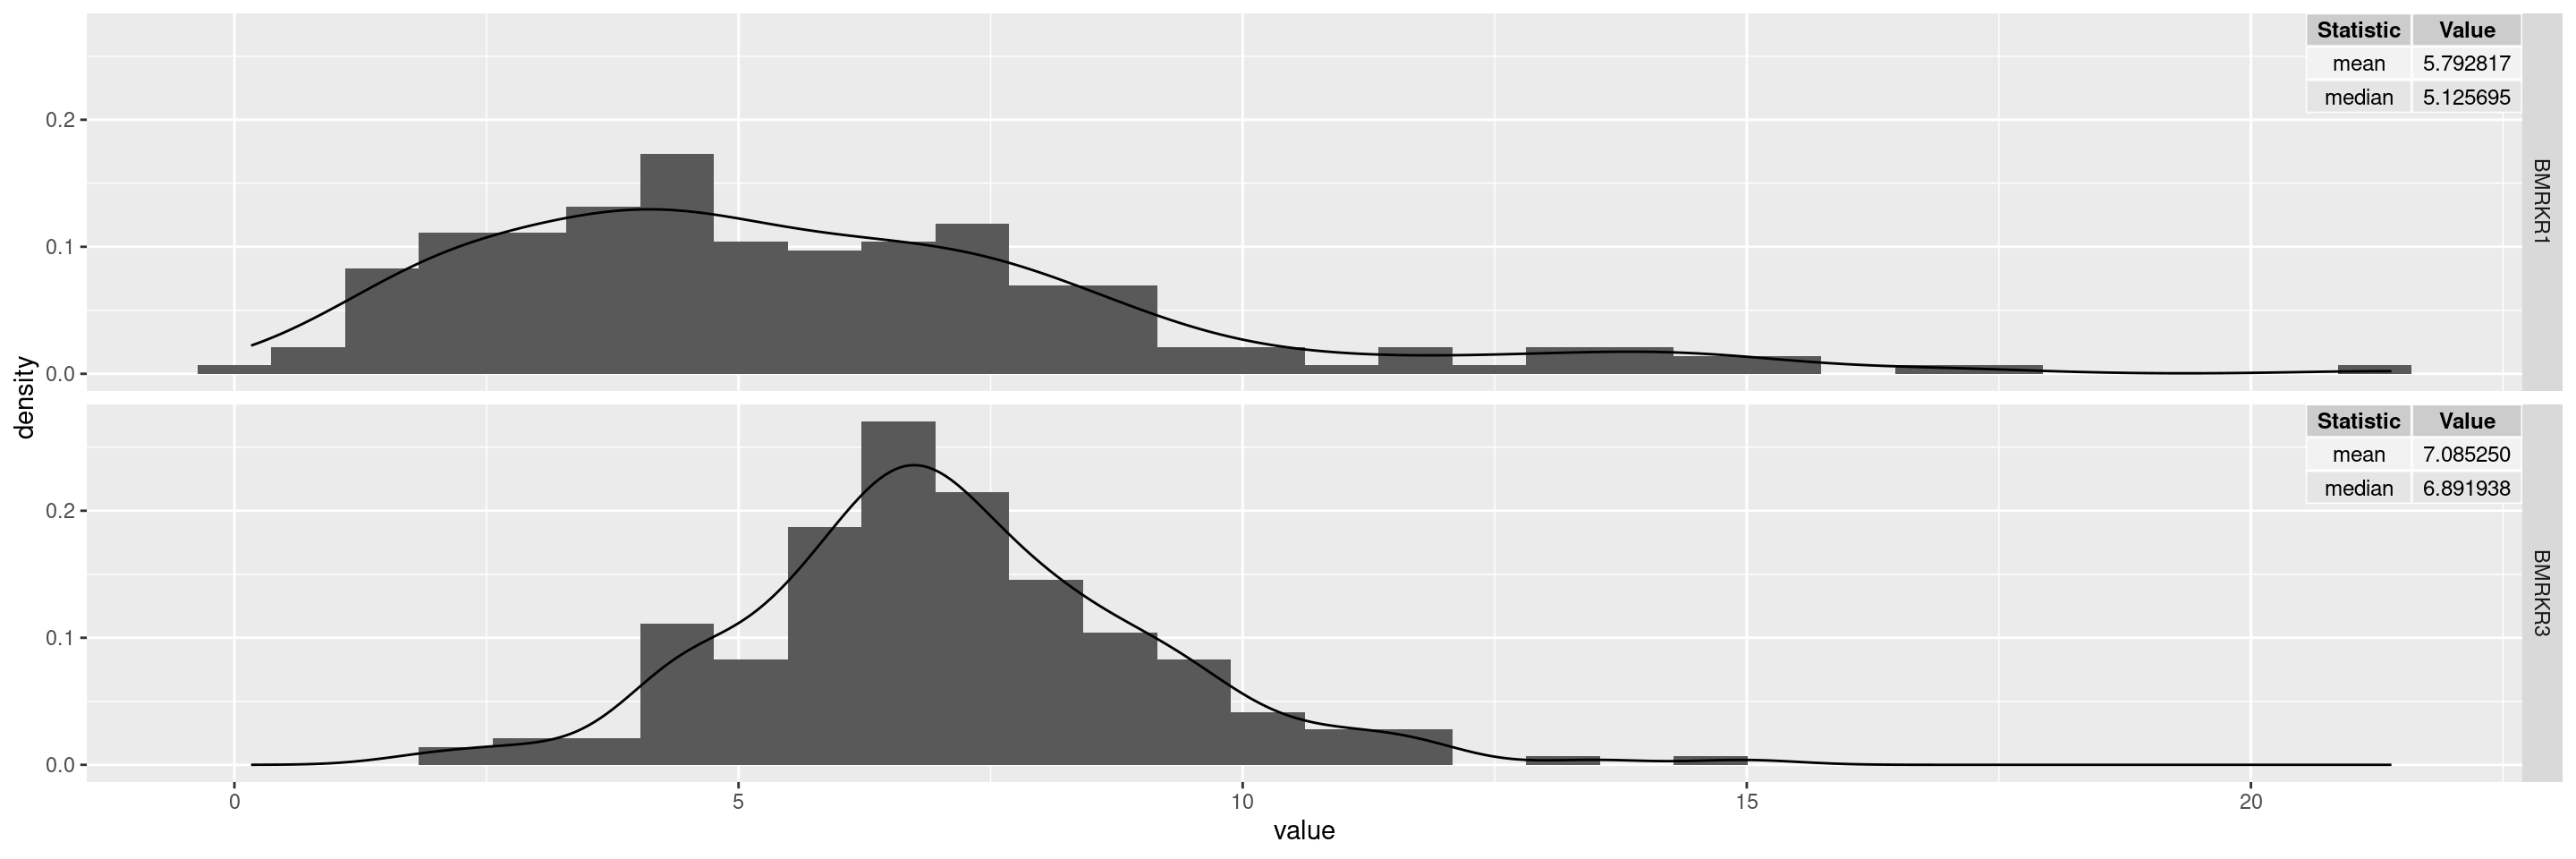 Statistic Value
mean 5.792817
median 5.125695
0.2
0.1
0.0
BMRKR1
density
Statistic Value
mean 7.085250
median 6.891938
0.2
0.1
0.0
BMRKR3
0 5 10 15 20
value